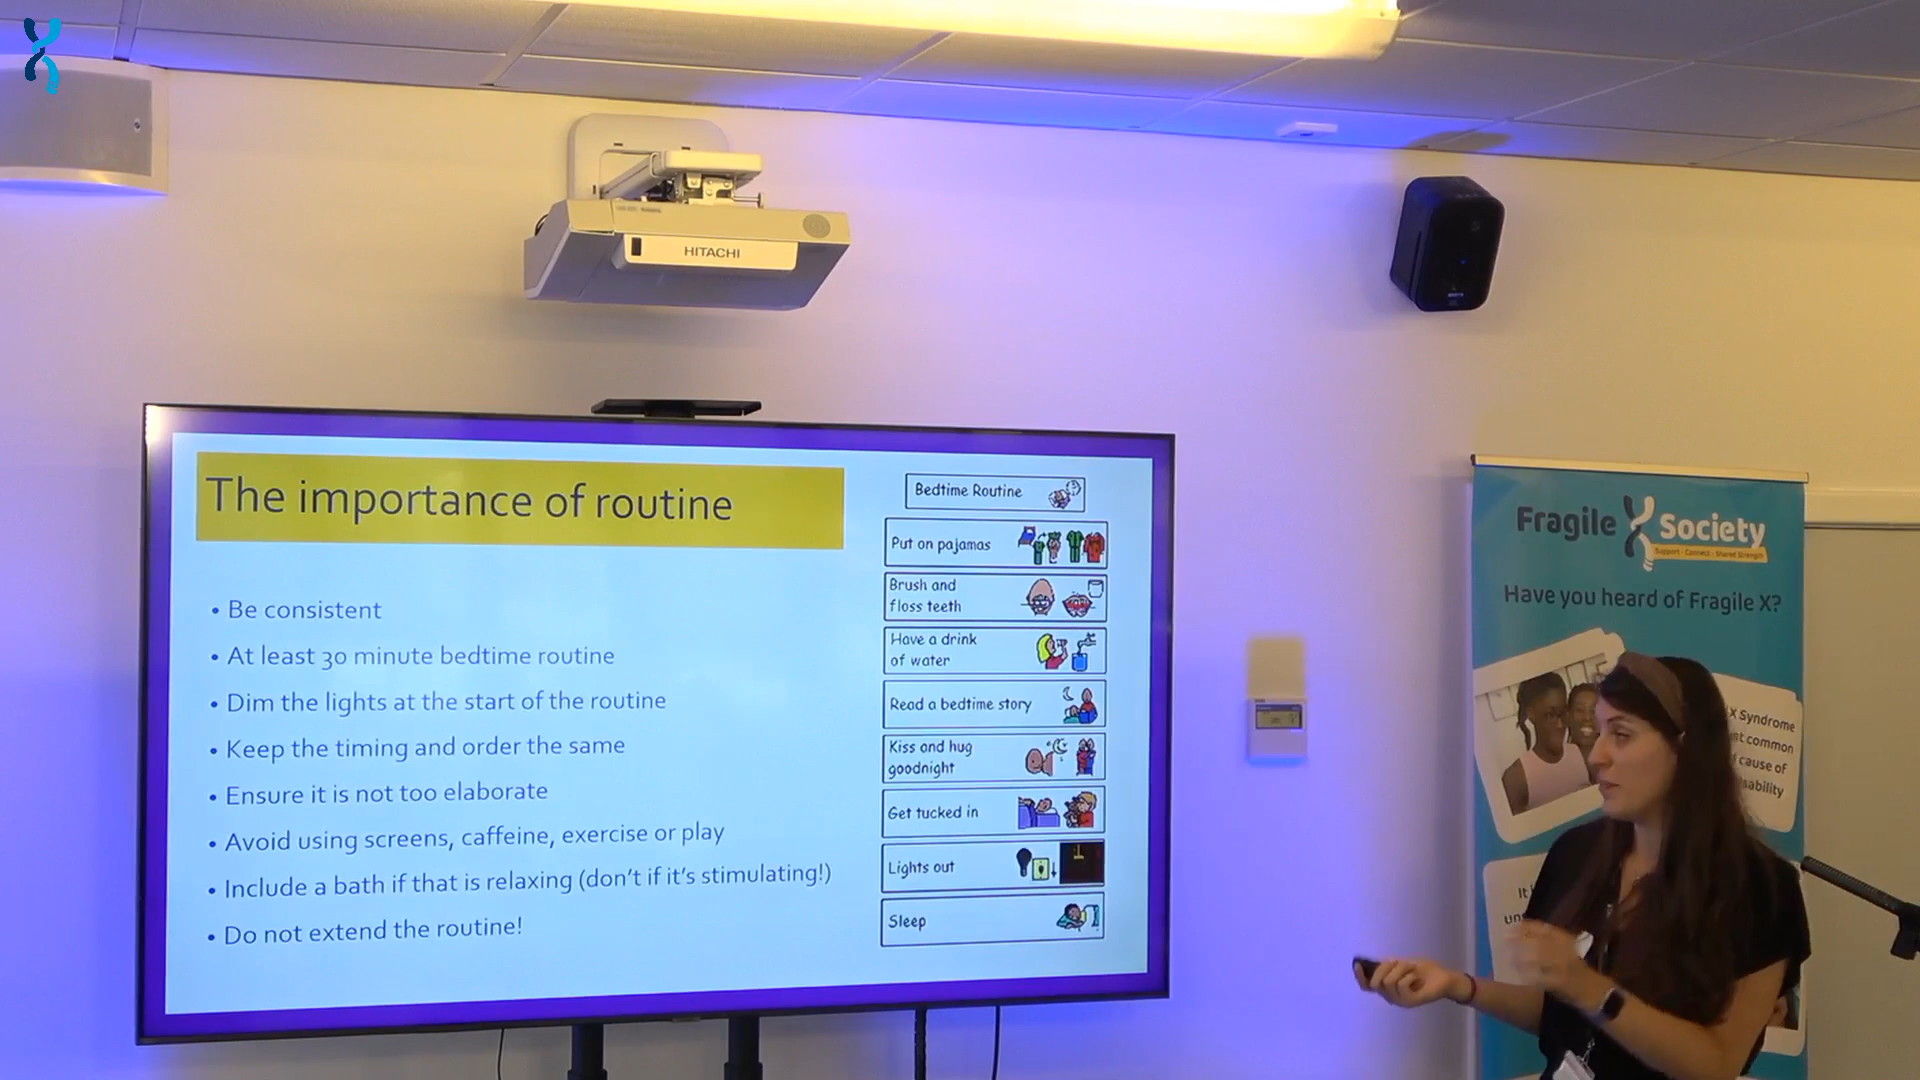 HITACHI
The importance of routine
• Be consistent
• At least 30 minute bedtime routine
• Dim the lights at the start of the routine
• Keep the timing and order the same
• Ensure it is not too elaborate
• Avoid using screens, caffeine, exercise or play
• Include a bath if that is relaxing (don't if it's stimulating!)
• Do not extend the routine!
Bedtime Routine
Put on pajamas
Brush and
floss teeth
Have a drink
of water
Read a bedtime story
Kiss and hug
goodnight
Get tucked in
Lights out
Sleep
Fragile X Society
Support - Connect - Shared Strength
Have you heard of Fragile X?
X Syndrome
common
cause of